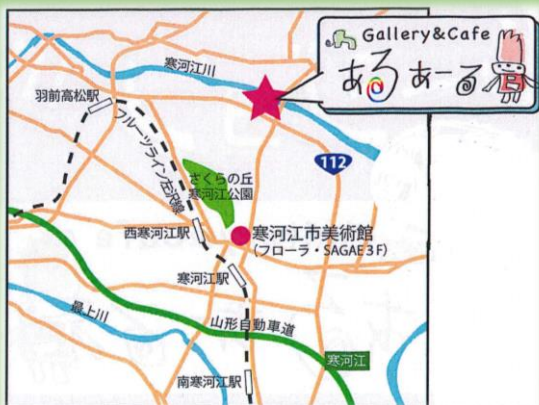 Gallery&Cafe
あろ あーる
寒河江川
羽前高松駅
フルーツライン左沢線
112
さくらの丘
寒河江公園
西寒河江駅
寒河江市美術館
(フローラ・SAGAE3F)
寒河江駅
最上川
山形自動車道
寒河江
南寒河江駅